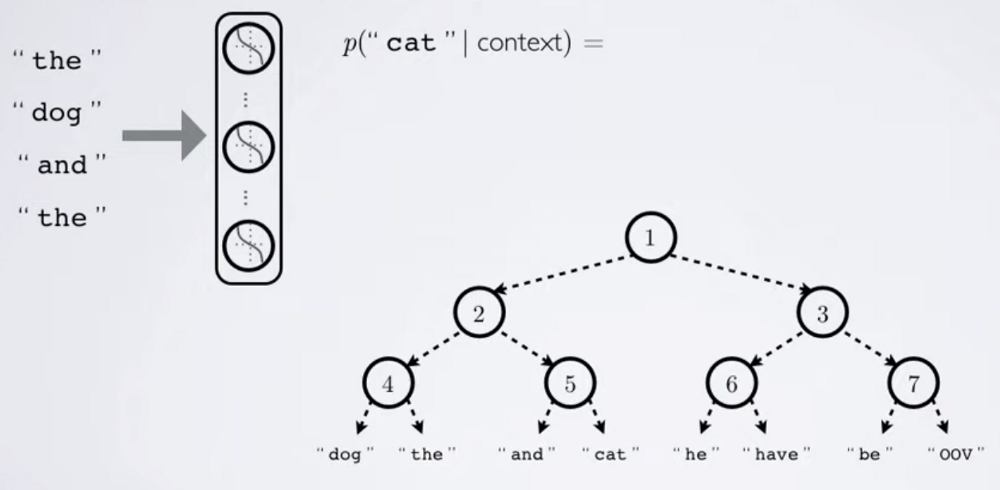 “ the ”
“ dog ”
“ and ”
“ the ”
p(“ cat ” | context) =
1
2 3
4 5 6 7
“ dog ” “ the ” “ and ” “ cat ” “ he ” “ have ” “ be ” “ OOV ”